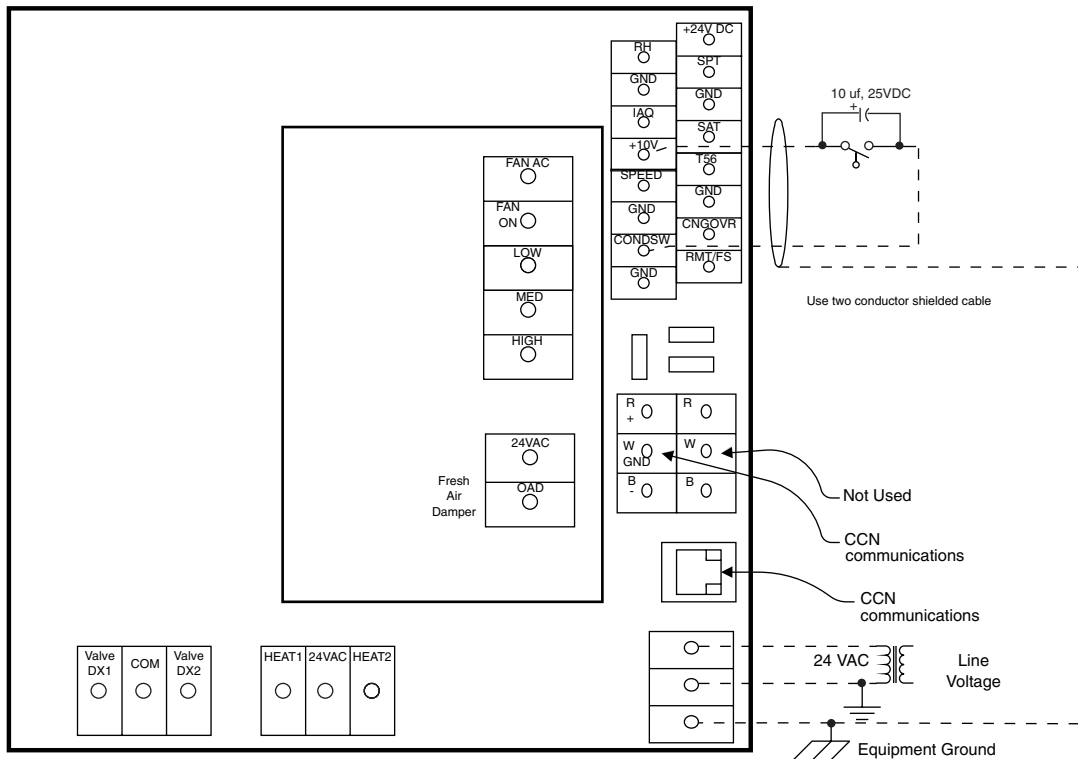 +24V DC
RH
SPT
GND
GND
IAQ
SAT
+10V
T56
SPEED
GND
GND
CNGOVR
CONDSW
RMT/FS
GND
10 uf, 25VDC
+
Use two conductor shielded cable
FAN AC
FAN
ON
LOW
MED
HIGH
24VAC
OAD
Fresh
Air
Damper
R
+
R
W
GND
W
B
-
B
Not Used
CCN
communications
CCN
communications
Valve
DX1
COM
Valve
DX2
HEAT1
24VAC
HEAT2
24 VAC
Line
Voltage
Equipment Ground